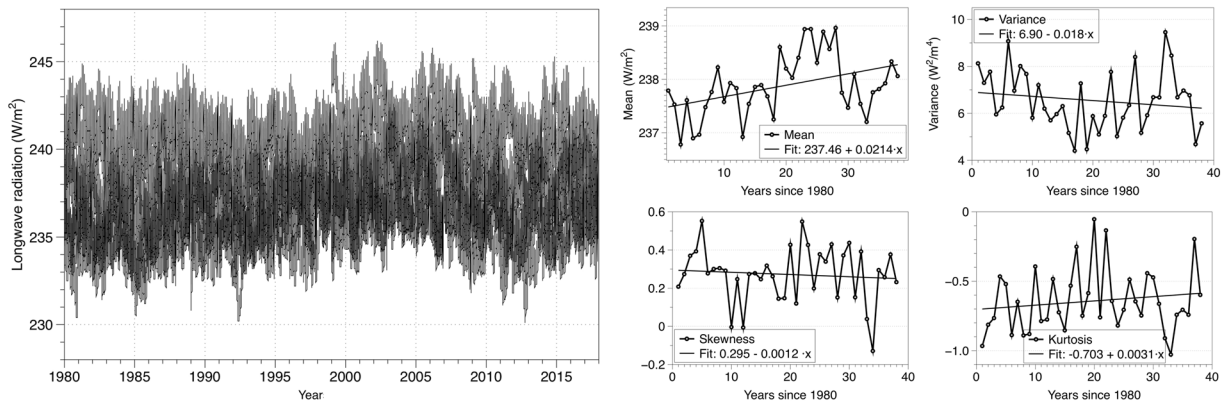 Longwave radiation (W/m²)
245
240
235
230
1980 1985 1990 1995 2000 2005 2010 2015
Year
Mean (W/m²)
239
238
237
Mean
Fit: 237.46 + 0.0214·x
10 20 30
Years since 1980
Variance (W²/m⁴)
10
8
6
4
Variance
Fit: 6.90 - 0.018·x
0 10 20 30 40
Years since 1980
0.6
0.4
0.2
0
−0.2
Skewness
Fit: 0.295 - 0.0012 ·x
0 10 20 30 40
Years since 1980
0
−0.5
−1.0
Kurtosis
Fit: -0.703 + 0.0031·x
0 10 20 30 40
Years since 1980